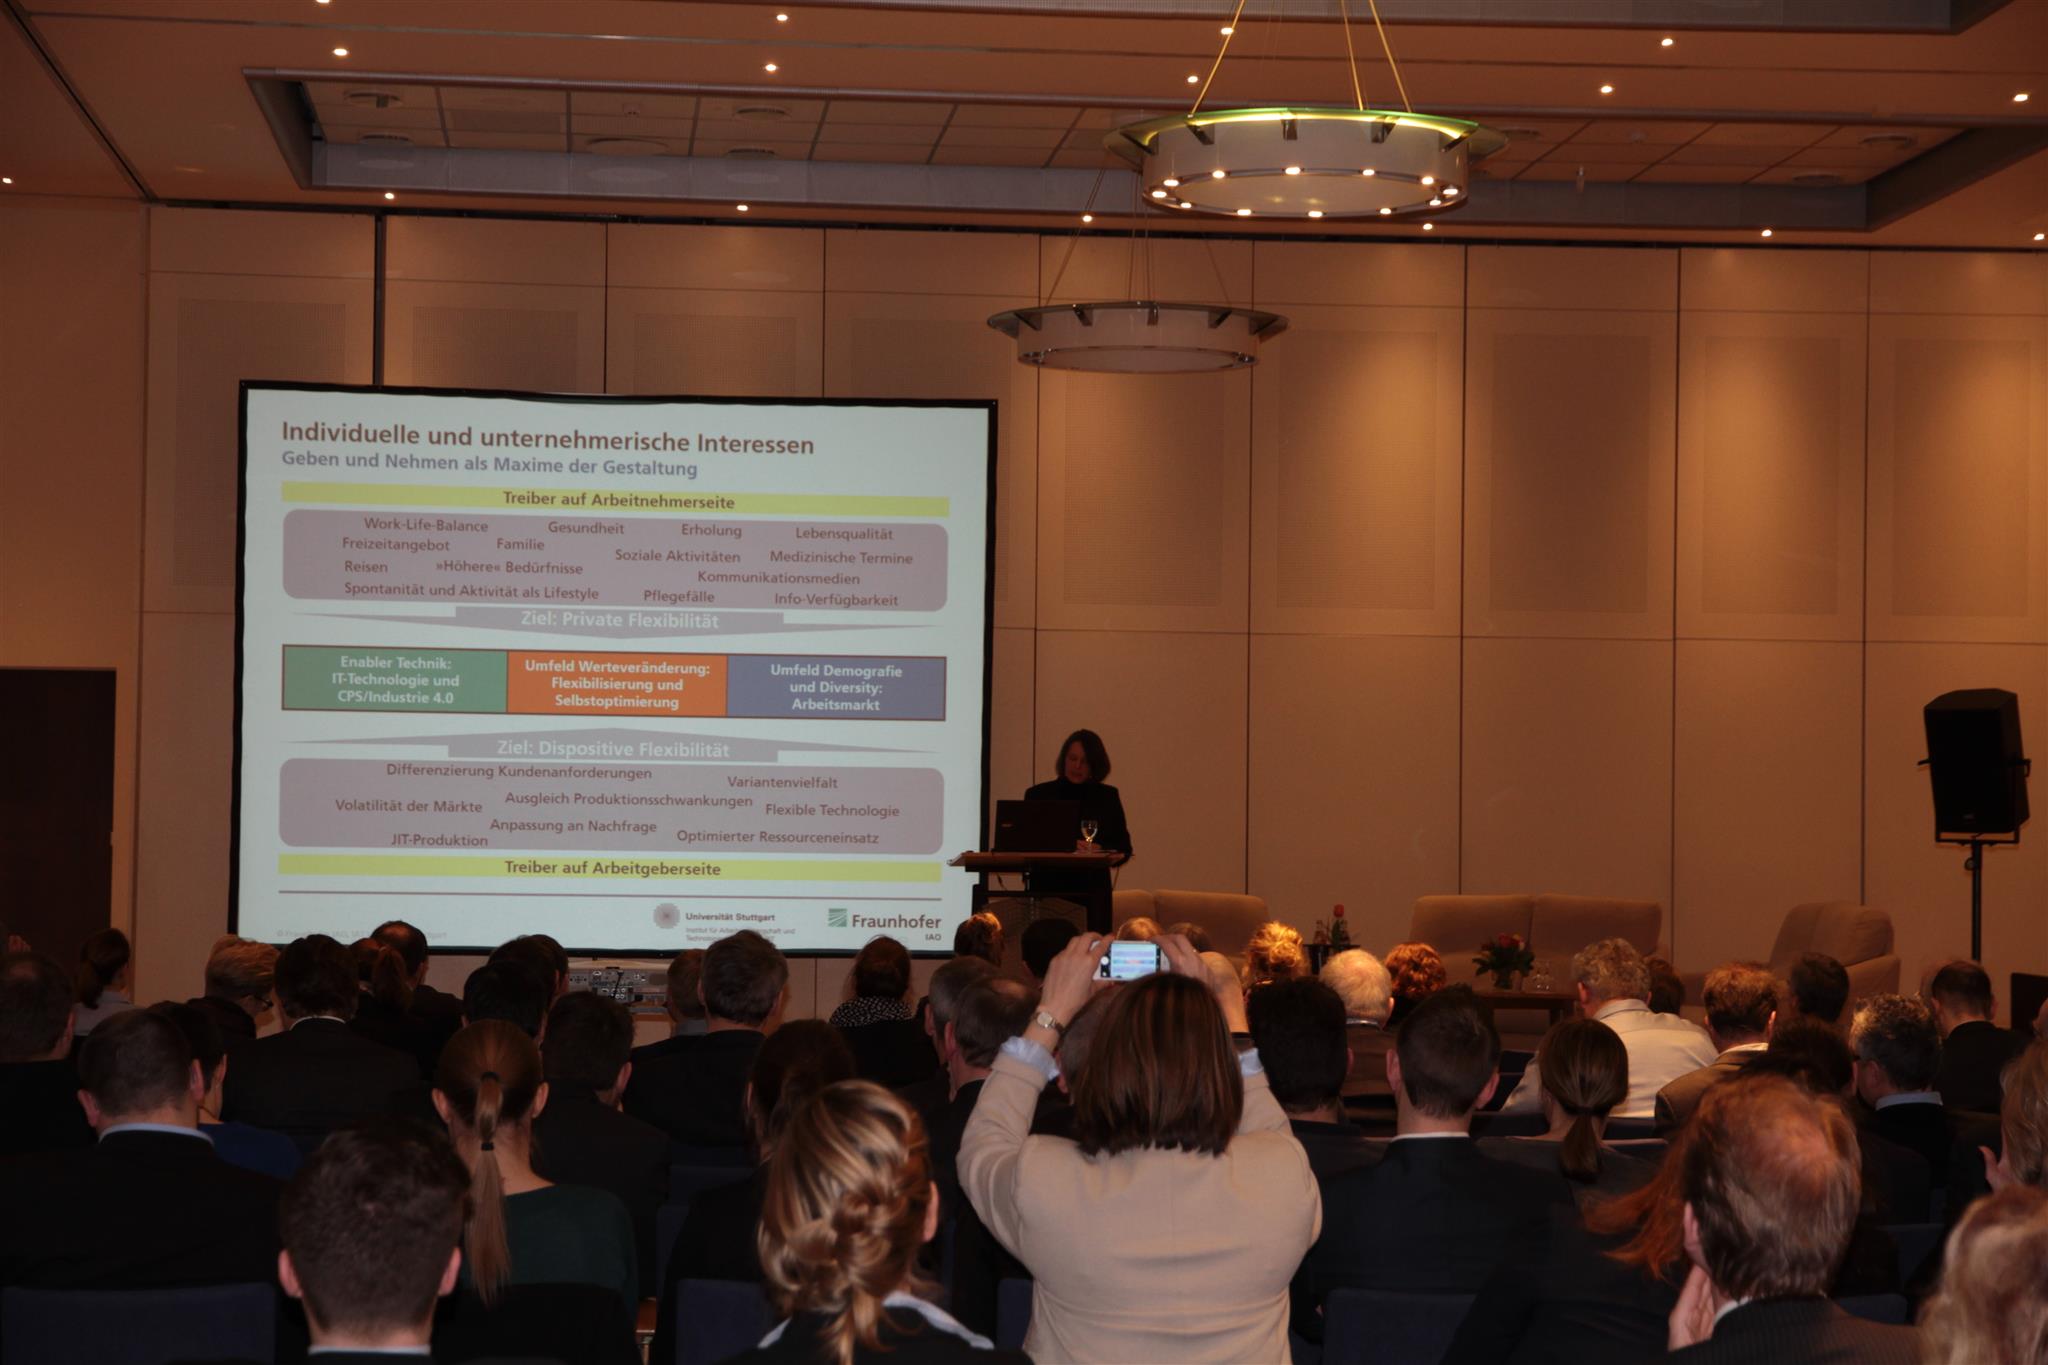 Individuelle und unternehmerische Interessen
Geben und Nehmen als Maxime der Gestaltung
Treiber auf Arbeitnehmerseite
Work-Life-Balance Gesundheit Erholung Lebensqualität
Freizeitangebot Familie Soziale Aktivitäten Medizinische Termine
Reisen »Höhere« Bedürfnisse Kommunikationsmedien
Spontanität und Aktivität als Lifestyle Pflegefälle Info-Verfügbarkeit
Ziel: Private Flexibilität
Enabler Technik:
IT-Technologie und
CPS/Industrie 4.0
Umfeld Werteveränderung:
Flexibilisierung und
Selbstoptimierung
Umfeld Demografie
und Diversity:
Arbeitsmarkt
Ziel: Dispositive Flexibilität
Differenzierung Kundenanforderungen Variantenvielfalt
Volatilität der Märkte Ausgleich Produktionsschwankungen Flexible Technologie
JIT-Produktion Anpassung an Nachfrage Optimierter Ressourceneinsatz
Treiber auf Arbeitgeberseite
Universität Stuttgart
Institut für
und
Fraunhofer
IAO